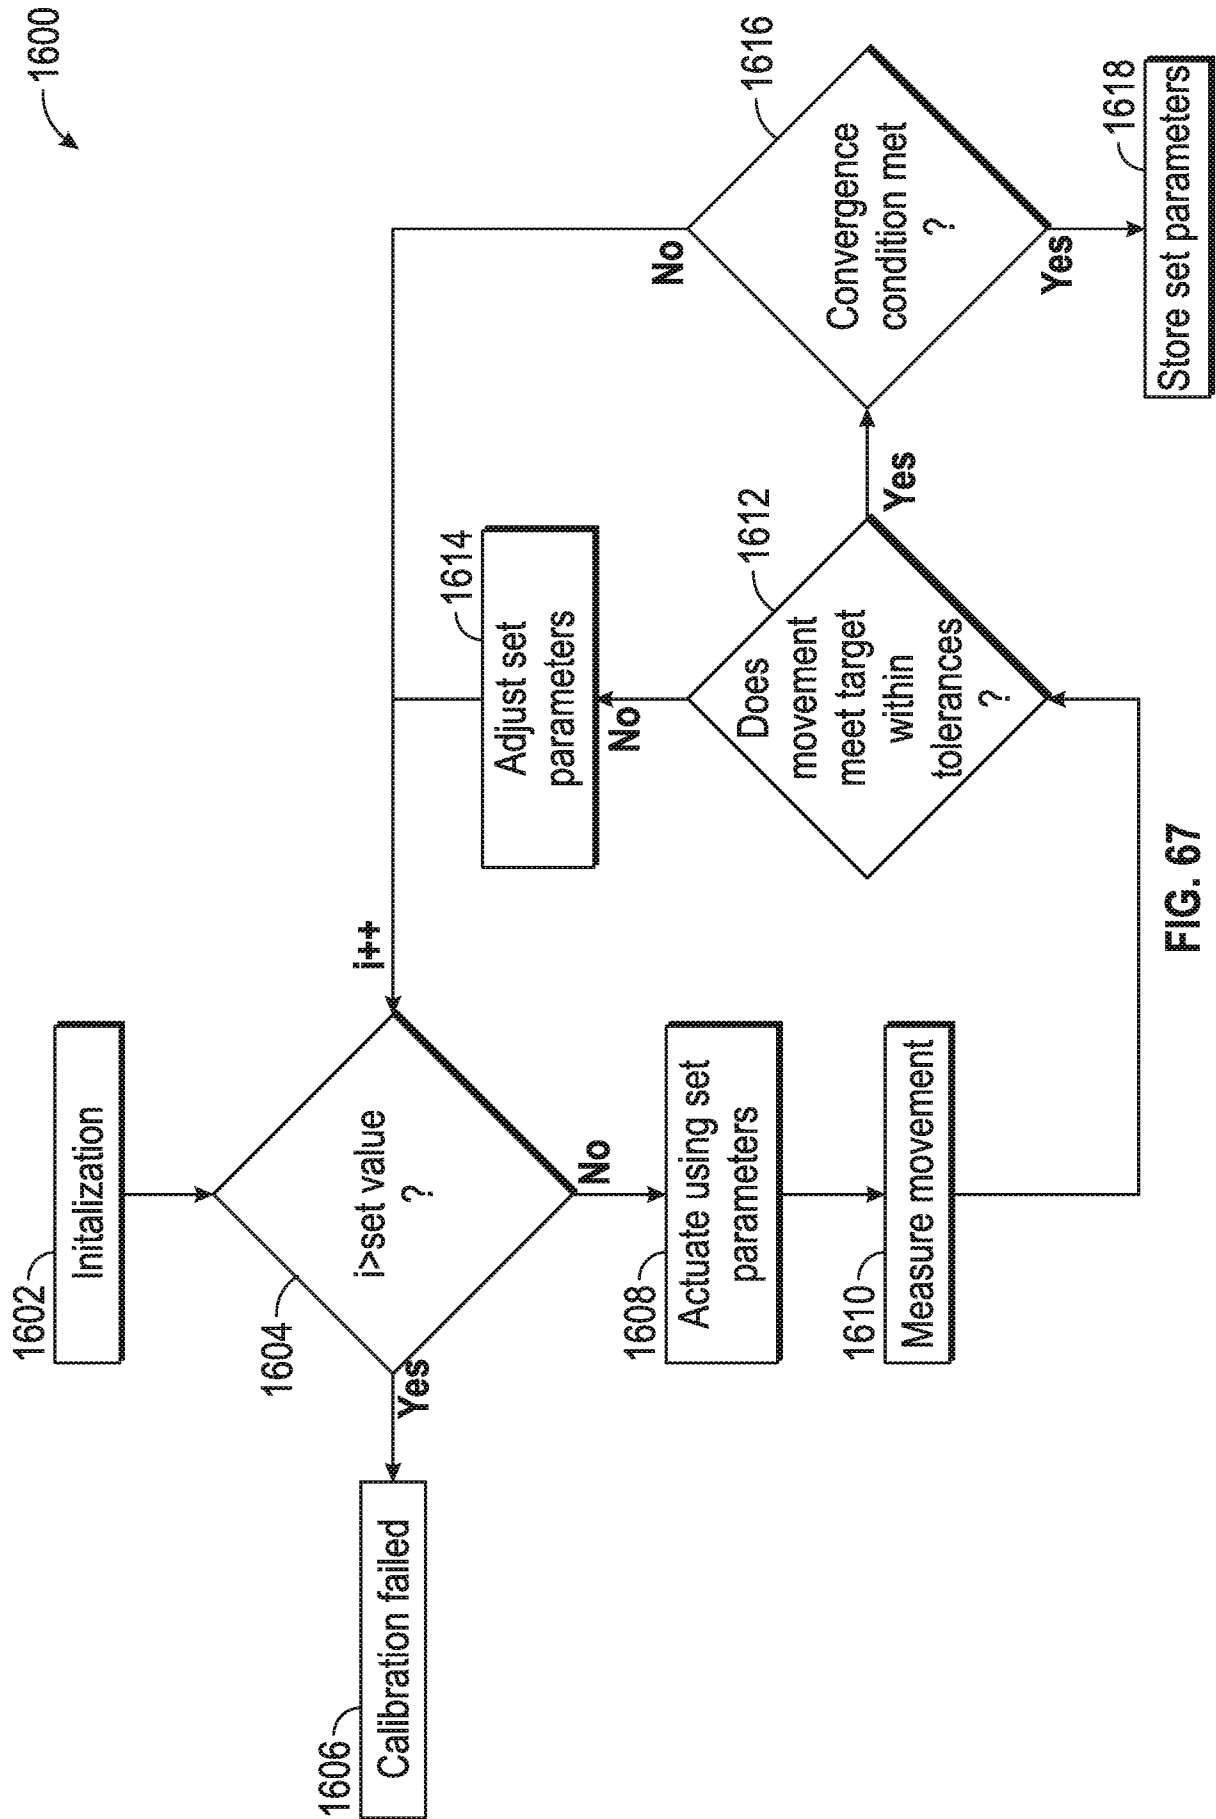 1600
1602
Initalization
1604
i>set value
?
Yes
1606
Calibration failed
No
1608
Actuate using set
parameters
1610
Measure movement
i++
1614
Adjust set
parameters
No
1612
Does
movement
meet target
within
tolerances
?
Yes
1616
Convergence
condition met
?
No
Yes
1618
Store set parameters
FIG. 67